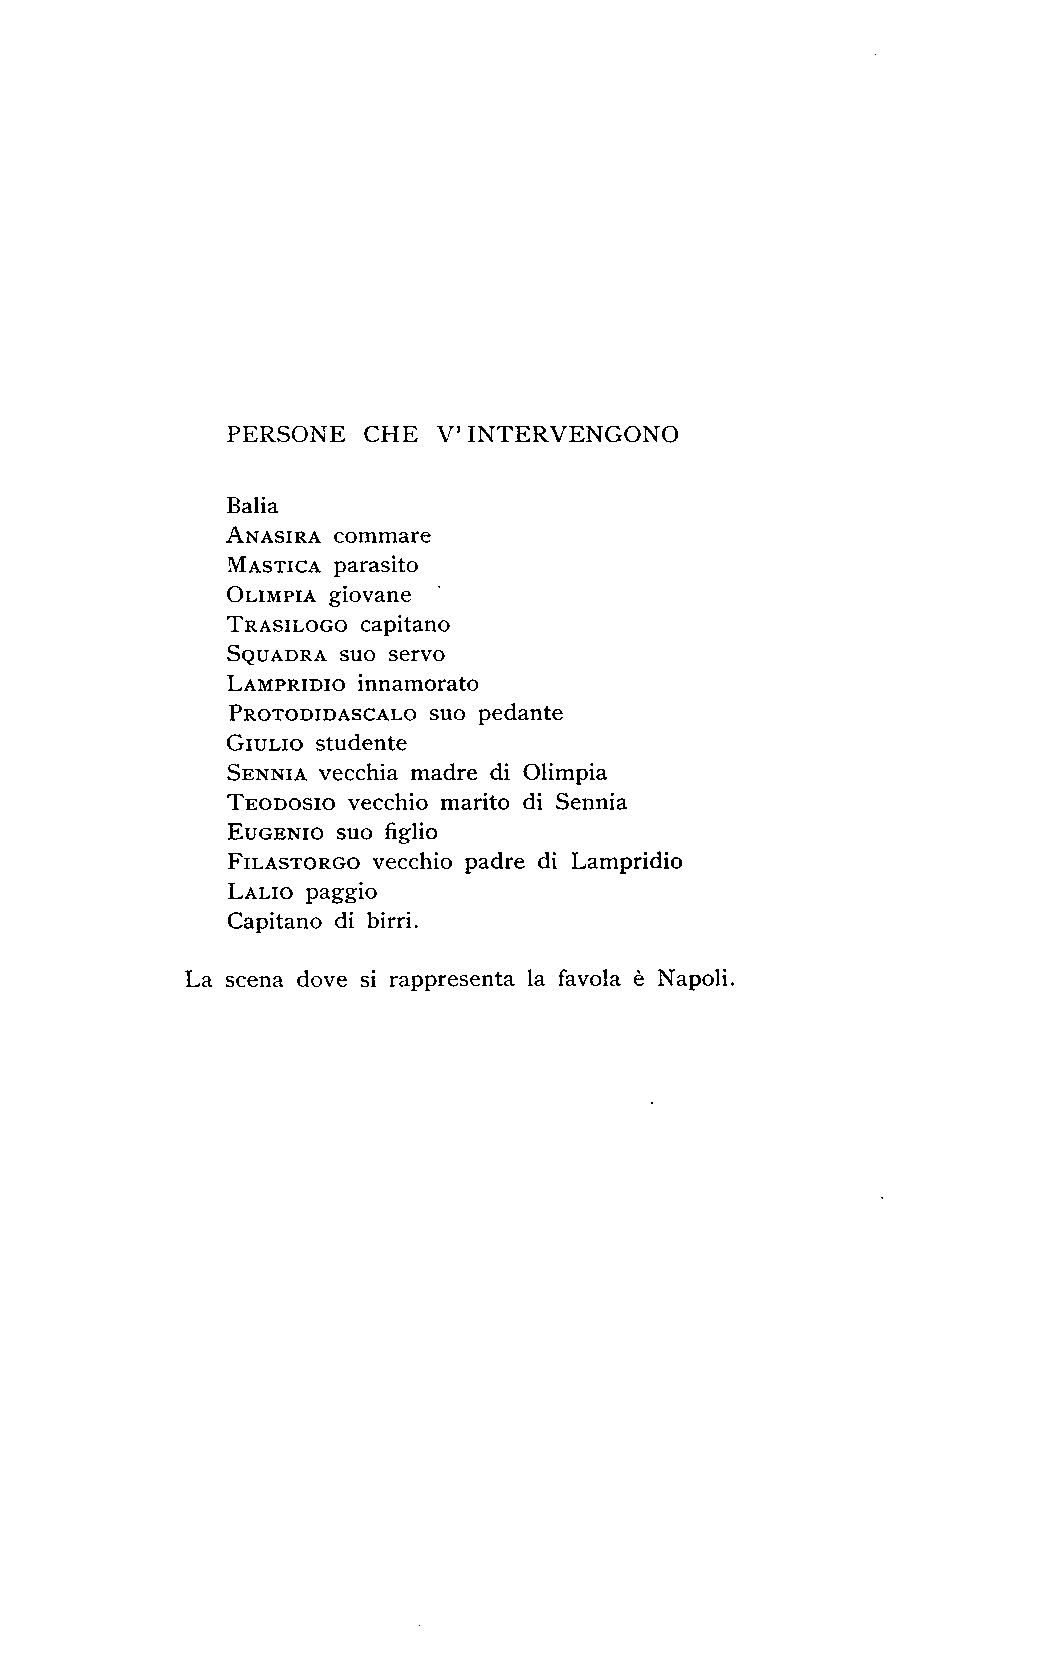 PERSONE CHE V' INTERVENGONO
Balia
ANASIRA commare
MASTICA parasito
OLIMPIA giovane
TRASILOGO capitano
SQUADRA suo servo
LAMPRIDIO innamorato
PROTODIDASCALO suo pedante
GIULIO studente
SENNIA vecchia madre di Olimpia
TEODOSIO vecchio marito di Sennia
EUGENIO suo figlio
FILASTORGO vecchio padre di Lampridio
LALIO paggio
Capitano di birri.
La scena dove si rappresenta la favola è Napoli.